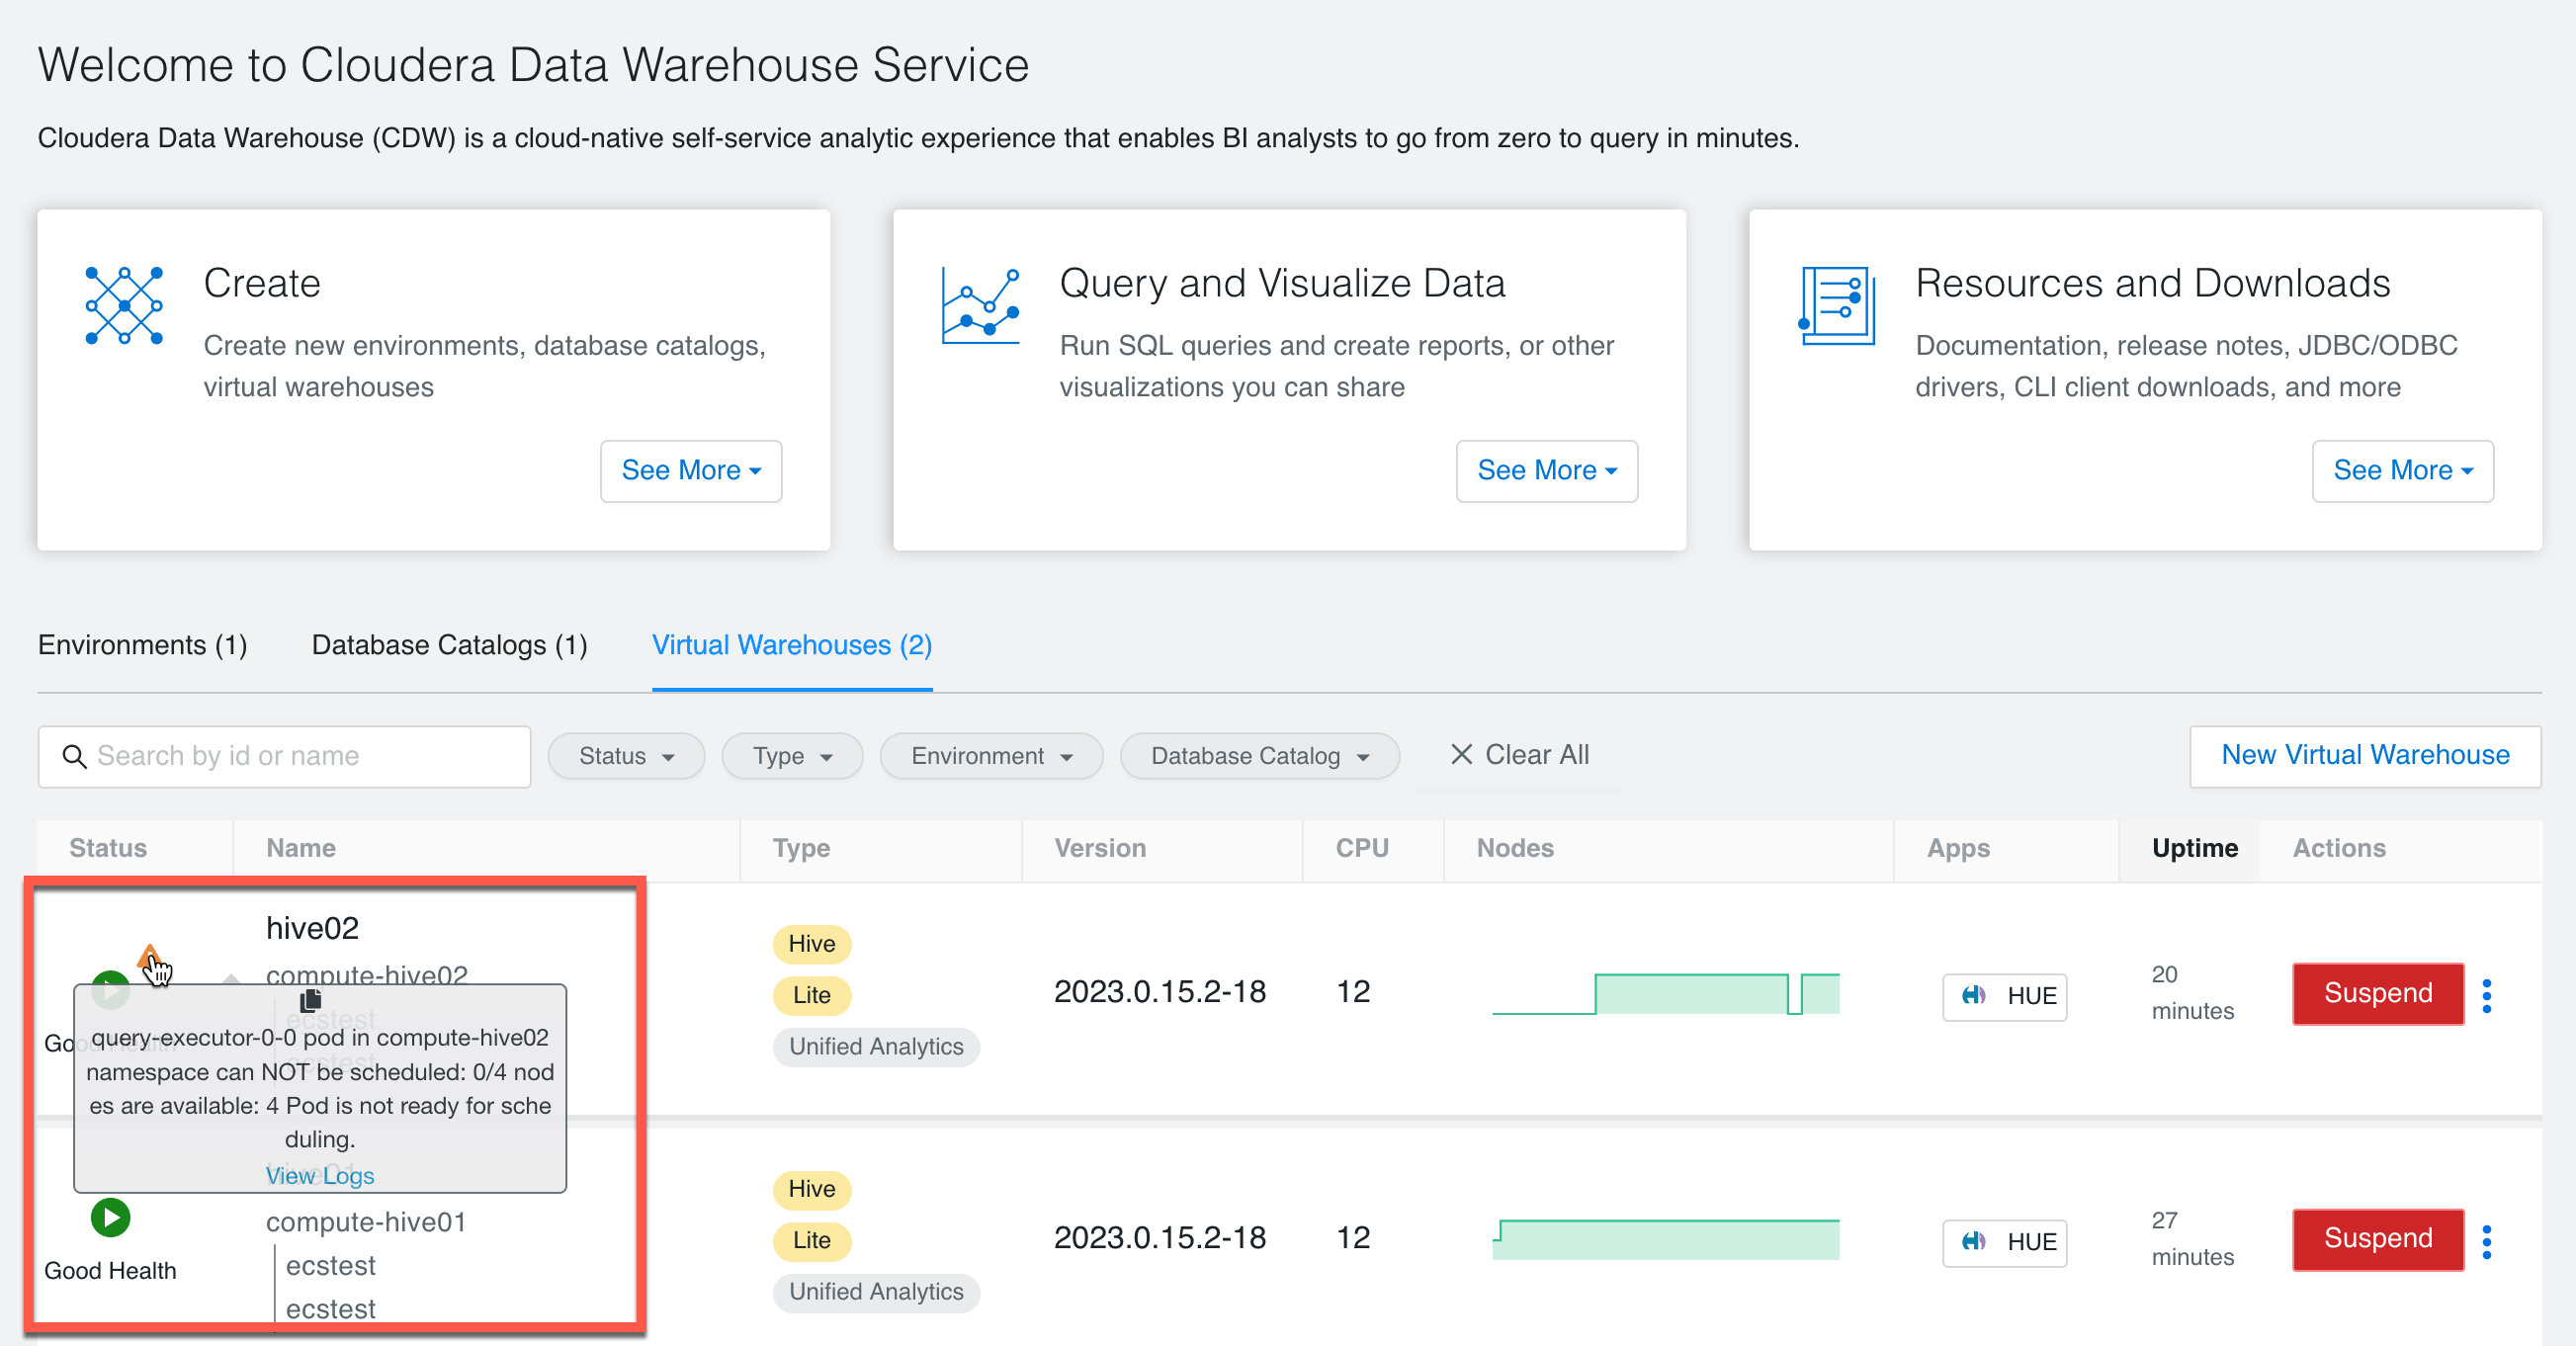 Welcome to Cloudera Data Warehouse Service
Cloudera Data Warehouse (CDW) is a cloud-native self-service analytic experience that enables BI analysts to go from zero to query in minutes.
Create
Create new environments, database catalogs,
virtual warehouses
See More
Query and Visualize Data
Run SQL queries and create reports, or other
visualizations you can share
See More
Resources and Downloads
Documentation, release notes, JDBC/ODBC
drivers, CLI client downloads, and more
See More
Environments (1) Database Catalogs (1) Virtual Warehouses (2)
Search by id or name Status Type Environment Database Catalog Clear All New Virtual Warehouse
Status Name Type Version CPU Nodes Apps Uptime Actions
hive02
compute-hive02
ecstest
ecstest
Good Health
query-executor-0-0 pod in compute-hive02
namespace can NOT be scheduled: 0/4 nod
es are available: 4 Pod is not ready for sche
duling.
View Logs
Hive
Lite
Unified Analytics
2023.0.15.2-18 12 HUE
20
minutes
Suspend
hive01
compute-hive01
ecstest
ecstest
Good Health
Hive
Lite
Unified Analytics
2023.0.15.2-18 12 HUE
27
minutes
Suspend